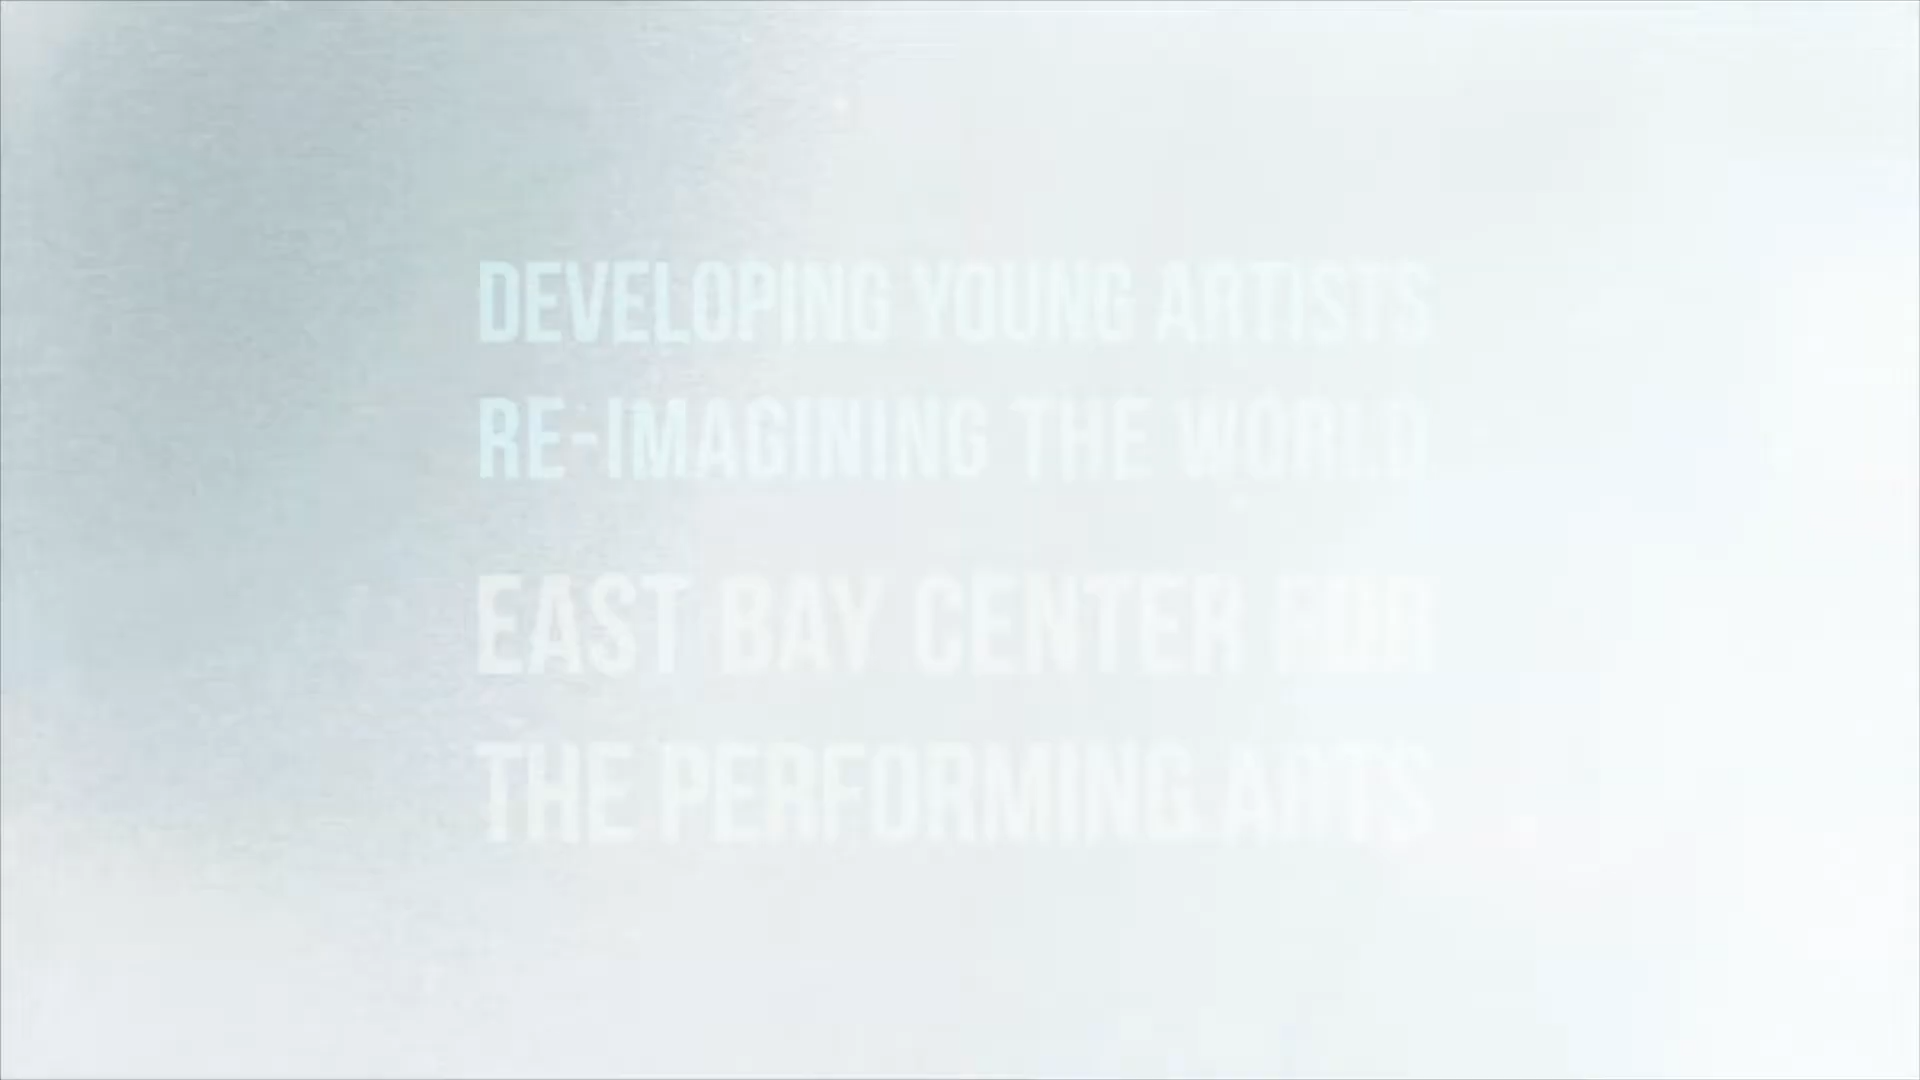 DEVELOPING YOUNG ARTISTS
RE-IMAGINING THE WORLD
EAST BAY CENTER FOR
THE PERFORMING ARTS